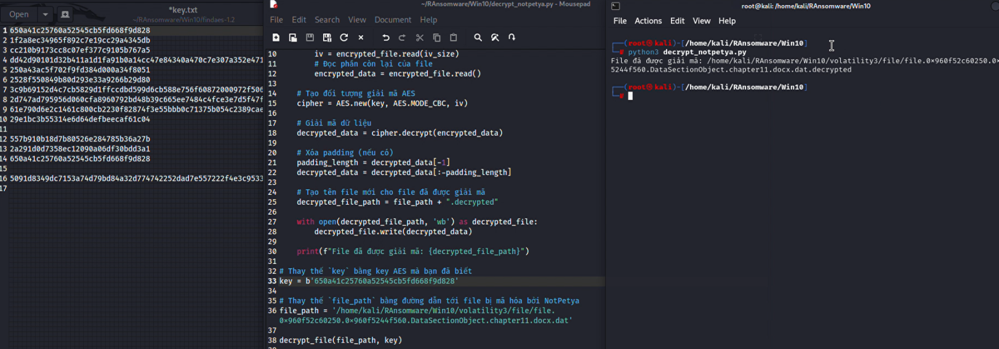 Open
*key.txt
~/RAnsomware/Win10/findaes-1.2
1 650a41c25760a52545cb5fd668f9d828
2 1f2a8ec34965f892c7e19cc29a4345db
3 cc210b9173cc8c07ef377c9105b767a5
4 dd42d90101d32b411a1d1fa91b0a14cc47e84340a470c7e307a352e471
5 250a43ac5f702f9fd384d000a34f8051
6 2528f550849b80d293e33a9266b29d80
7 3c9b69152d4c7cb5829d1ffccdbd599d6cb588e756f60872000972f506
8 2d747ad795956d060cfa8960792bd48b39c665ee7484c4fce3e7d5f47f
9 61e790d6e2c1461c800cb2230f82874f3e55bbb0c71375b054c2389cae
10 29e1bc3b55314e6d64defbeecaf61c04
11
12 557b910b18d7b80526e284785b36a27b
13 2a291d0d7358ec12090a06df30bdd3a1
14 650a41c25760a52545cb5fd668f9d828
15
16 5091d8349dc7153a74d79bd84a32d774742252dad7e557222f4e3c9533
17
~/RAnsomware/Win10/decrypt_notpetya.py - Mousepad
File Edit Search View Document Help
10 iv = encrypted_file.read(iv_size)
11 # Đọc phần còn lại của file
12 encrypted_data = encrypted_file.read()
13
14 # Tạo đối tượng giải mã AES
15 cipher = AES.new(key, AES.MODE_CBC, iv)
16
17 # Giải mã dữ liệu
18 decrypted_data = cipher.decrypt(encrypted_data)
19
20 # Xóa padding (nếu có)
21 padding_length = decrypted_data[-1]
22 decrypted_data = decrypted_data[:-padding_length]
23
24 # Tạo tên file mới cho file đã được giải mã
25 decrypted_file_path = file_path + ".decrypted"
26
27 with open(decrypted_file_path, 'wb') as decrypted_file:
28 decrypted_file.write(decrypted_data)
29
30 print(f"File đã được giải mã: {decrypted_file_path}")
31
32 # Thay thế `key` bằng key AES mà bạn đã biết
33 key = b'650a41c25760a52545cb5fd668f9d828'
34
35 # Thay thế `file_path` bằng đường dẫn tới file bị mã hóa bởi NotPetya
36 file_path = '/home/kali/RAnsomware/Win10/volatility3/file/file.
0×960f52c60250.0×960f5244f560.DataSectionObject.chapter11.docx.dat'
37
38 decrypt_file(file_path, key)
root@kali: /home/kali/RAnsomware/Win10
File Actions Edit View Help
(root㉿kali)-[/home/kali/RAnsomware/Win10]
# python3 decrypt_notpetya.py
File đã được giải mã: /home/kali/RAnsomware/Win10/volatility3/file/file.0×960f52c60250.0×
5244f560.DataSectionObject.chapter11.docx.dat.decrypted
(root㉿kali)-[/home/kali/RAnsomware/Win10]
#